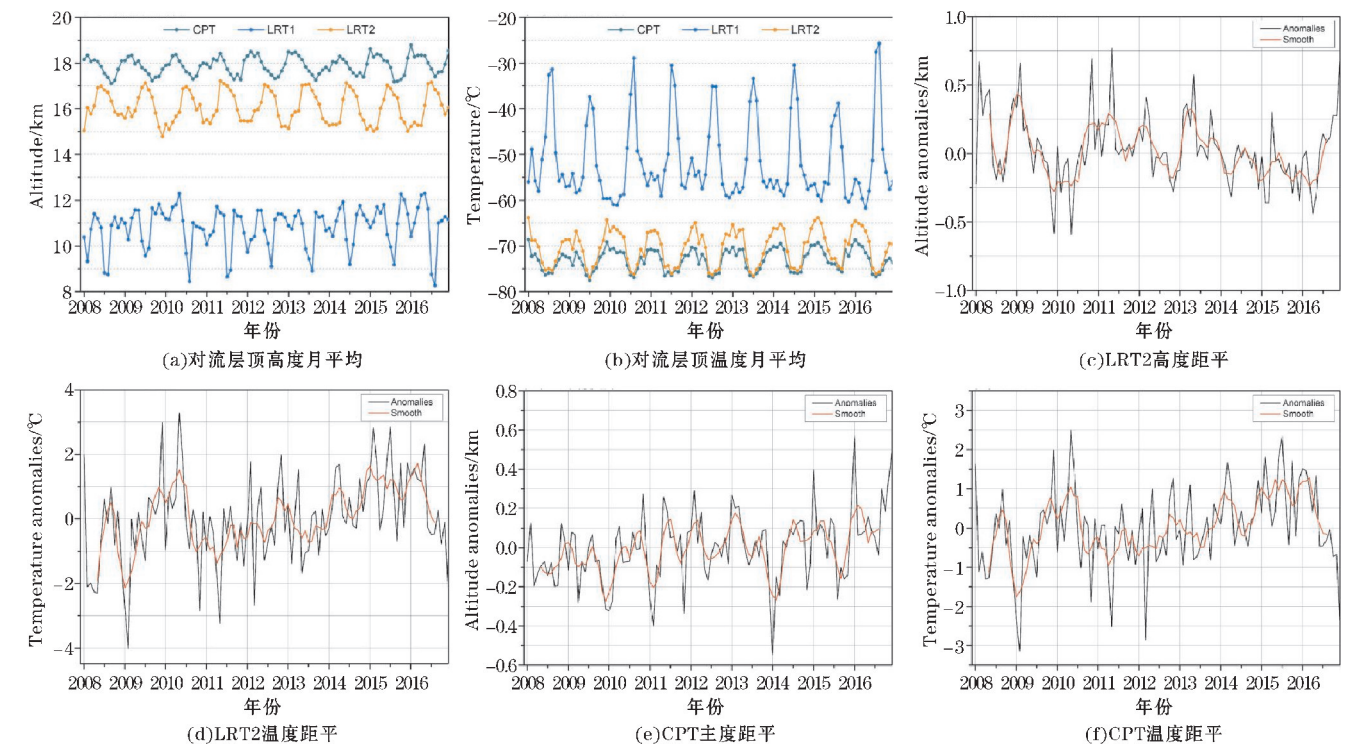 CPT LRT1 LRT2
Altitude/km
20
18
16
14
12
11
10
9
8
2008 2009 2010 2011 2012 2013 2014 2015 2016
年份
(a)对流层顶高度月平均
CPT LRT1 LRT2
Temperature/℃
-20
-30
-40
-50
-60
-70
-80
2008 2009 2010 2011 2012 2013 2014 2015 2016
年份
(b)对流层顶温度月平均
Anomalies
Smooth
Altitude anomalies/km
1.0
0.5
0.0
-0.5
-1.0
2008 2009 2010 2011 2012 2013 2014 2015 2016
年份
(c)LRT2高度距平
Anomalies
Smooth
Temperature anomalies/℃
4
2
0
-2
-4
2008 2009 2010 2011 2012 2013 2014 2015 2016
年份
(d)LRT2温度距平
Anomalies
Smooth
Altitude anomalies/km
0.8
0.6
0.4
0.2
0.0
-0.2
-0.4
-0.6
2008 2009 2010 2011 2012 2013 2014 2015 2016
年份
(e)CPT主度距平
Anomalies
Smooth
Temperature anomalies/℃
3
2
1
0
-1
-2
-3
2008 2009 2010 2011 2012 2013 2014 2015 2016
年份
(f)CPT温度距平